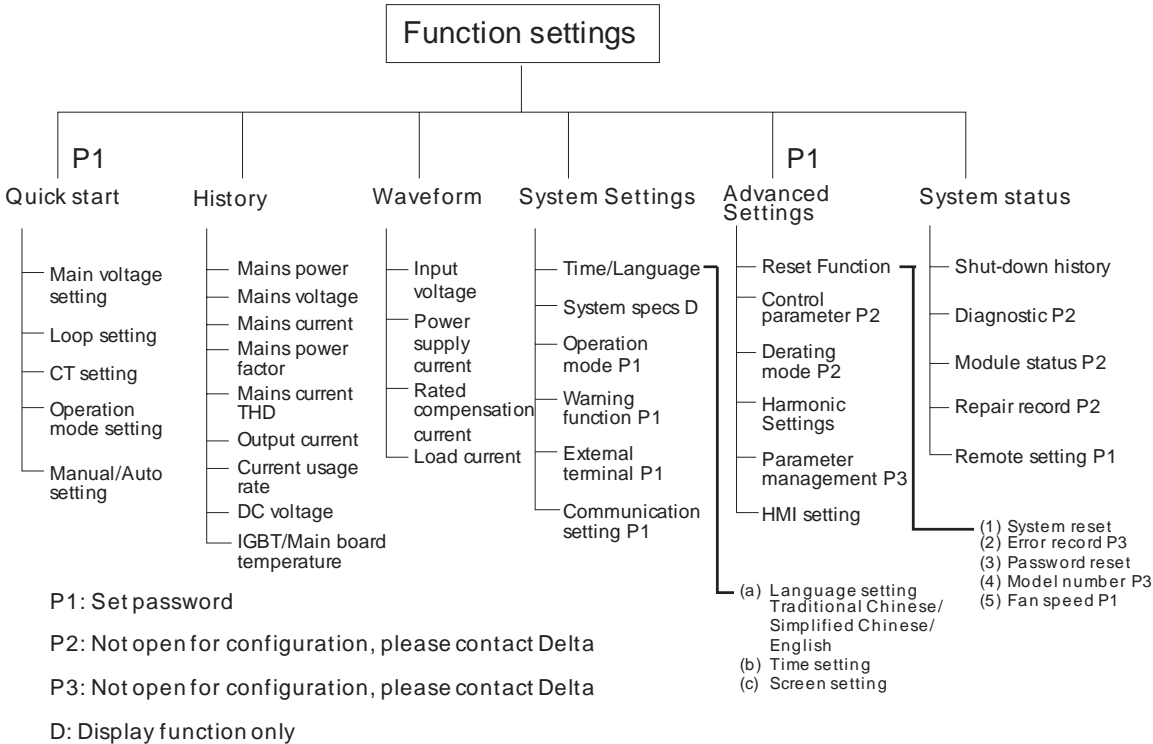 Function settings
P1
Quick start
Main voltage
setting
Loop setting
CT setting
Operation
mode setting
Manual/Auto
setting
History
Mains power
Mains voltage
Mains current
Mains power
factor
Mains current
THD
Output current
Current usage
rate
DC voltage
IGBT/Main board
temperature
Waveform
Input
voltage
Power
supply
current
Rated
compensation
current
Load current
System Settings
Time/Language
System specs D
Operation
mode P1
Warning
function P1
External
terminal P1
Communication
setting P1
P1
Advanced
Settings
Reset Function
Control
parameter P2
Derating
mode P2
Harmonic
Settings
Parameter
management P3
HMI setting
System status
Shut-down history
Diagnostic P2
Module status P2
Repair record P2
Remote setting P1
(1) System reset
(2) Error record P3
(3) Password reset
(4) Model number P3
(5) Fan speed P1
(a) Language setting
Traditional Chinese/
Simplified Chinese/
English
(b) Time setting
(c) Screen setting
P1: Set password
P2: Not open for configuration, please contact Delta
P3: Not open for configuration, please contact Delta
D: Display function only